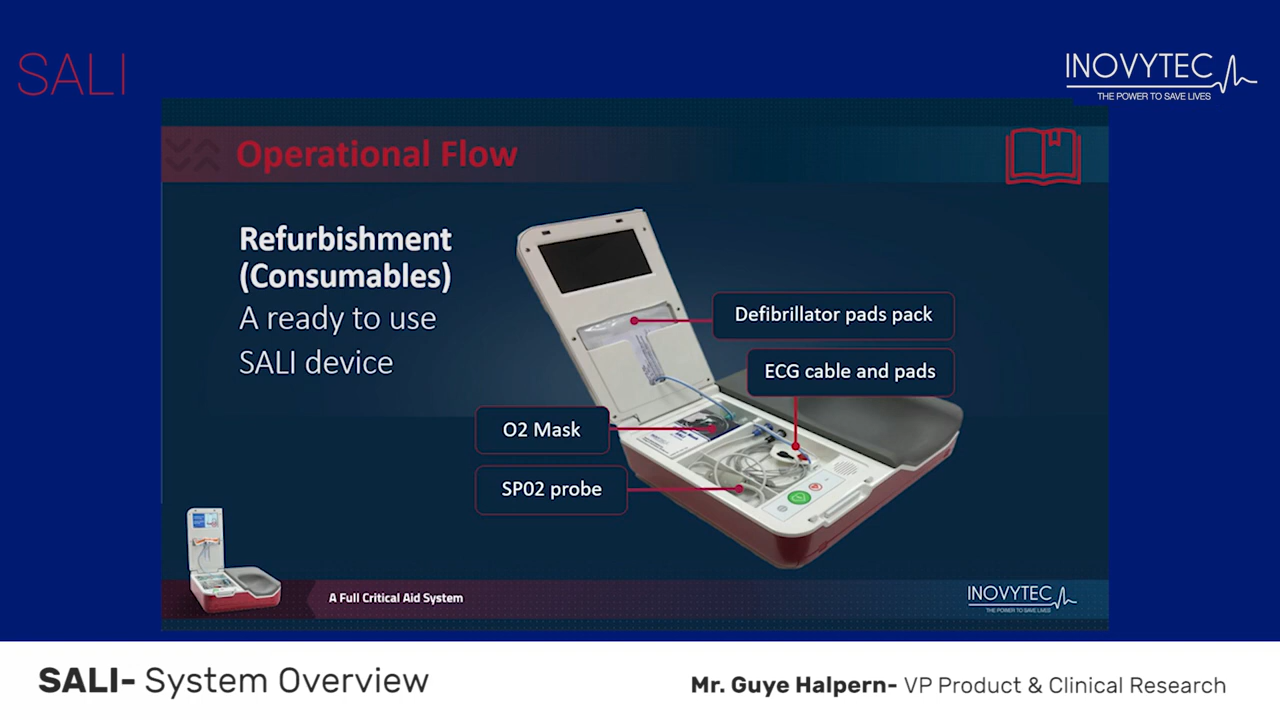 SALI
INOVYTEC
THE POWER TO SAVE LIVES
Operational Flow
Refurbishment
(Consumables)
A ready to use
SALI device
Defibrillator pads pack
ECG cable and pads
O2 Mask
SP02 probe
A Full Critical Aid System
INOVYTEC
THE POWER TO SAVE LIVES
SALI- System Overview
Mr. Guye Halpern- VP Product & Clinical Research